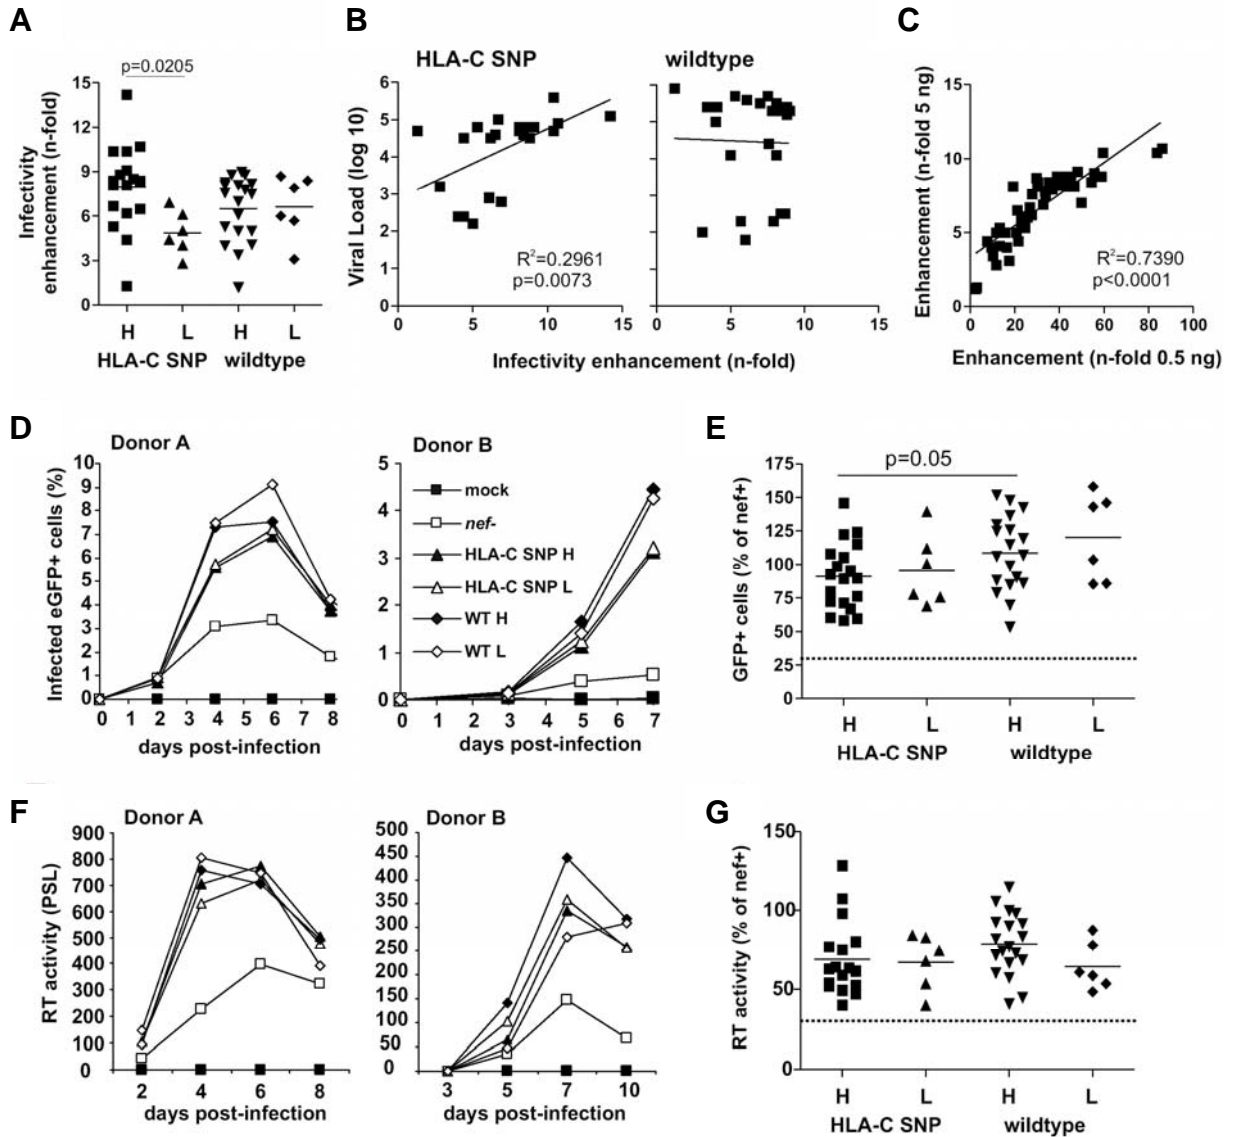 A
p=0.0205
Infectivity
enhancement (n-fold)
15
12
9
6
3
0
H L H L
HLA-C SNP wildtype
B
HLA-C SNP
wildtype
Viral Load (log 10)
6
5
4
3
2
1
0
R²=0.2961
p=0.0073
0 5 10 15
0 5 10 15
Infectivity enhancement (n-fold)
C
Enhancement (n-fold 5 ng)
15
10
5
0
R²=0.7390
p<0.0001
0 20 40 60 80 100
Enhancement (n-fold 0.5 ng)
D
Donor A
Infected eGFP+ cells (%)
10
9
8
7
6
5
4
3
2
1
0
0 1 2 3 4 5 6 7 8
days post-infection
Donor B
5
4
3
2
1
0
mock
nef-
HLA-C SNP H
HLA-C SNP L
WT H
WT L
0 1 2 3 4 5 6 7
days post-infection
E
p=0.05
GFP+ cells (% of nef+)
175
150
125
100
75
50
25
0
H L H L
HLA-C SNP wildtype
F
Donor A
RT activity (PSL)
900
800
700
600
500
400
300
200
100
0
2 4 6 8
days post-infection
Donor B
500
450
400
350
300
250
200
150
100
50
0
3 5 7 10
days post-infection
G
RT activity (% of nef+)
150
100
50
0
H L H L
HLA-C SNP wildtype